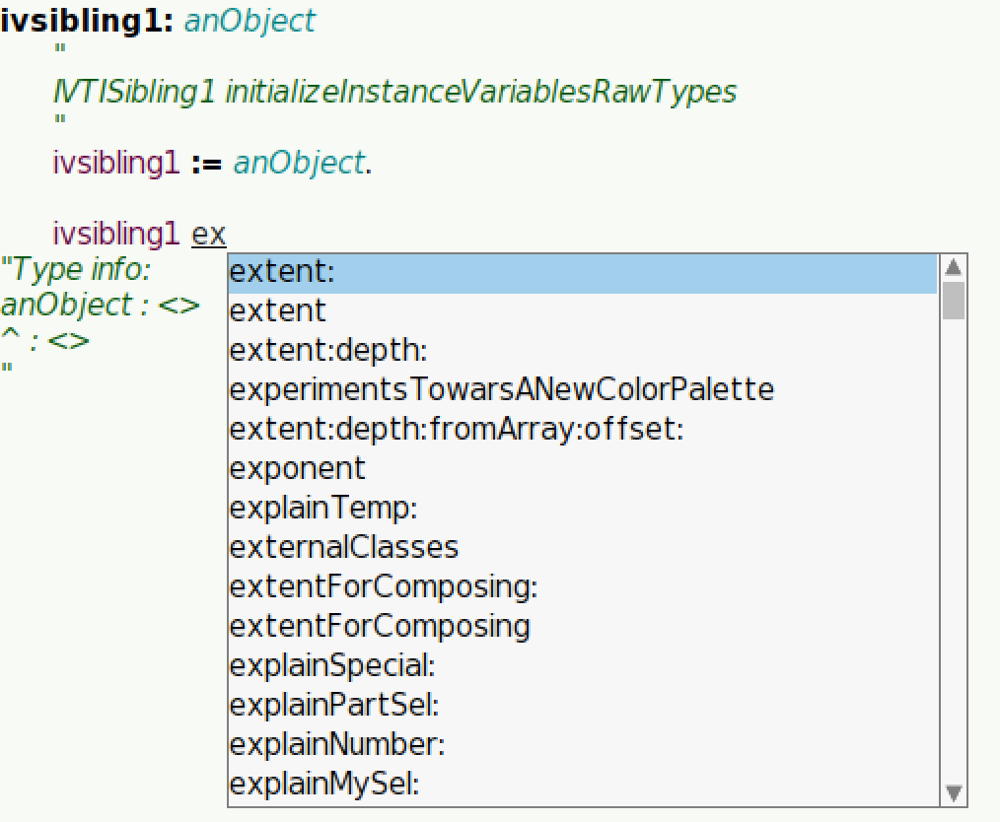 ivsibling1: anObject
"
IVTISibling1 initializeInstanceVariablesRawTypes
"
ivsibling1 := anObject.
ivsibling1 ex
"Type info:
anObject : <>
^ : <>
"
extent:
extent
extent:depth:
experimentsTowarsANewColorPalette
extent:depth:fromArray:offset:
exponent
explainTemp:
externalClasses
extentForComposing:
extentForComposing
explainSpecial:
explainPartSel:
explainNumber:
explainMySel: